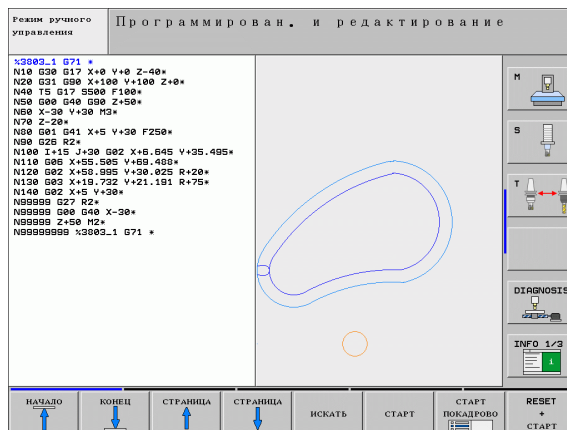 Режим ручного
управления
Программирован. и редактирование
%3803_1 G71 *
N10 G30 G17 X+0 Y+0 Z-40*
N20 G31 G90 X+100 Y+100 Z+0*
N40 T5 G17 S500 F100*
N50 G00 G40 G90 Z+50*
N60 X-30 Y+30 M3*
N70 Z-20*
N80 G01 G41 X+5 Y+30 F250*
N90 G26 R2*
N100 I+15 J+30 G02 X+6.645 Y+35.495*
N110 G06 X+55.505 Y+69.488*
N120 G02 X+58.995 Y+30.025 R+20*
N130 G03 X+19.732 Y+21.191 R+75*
N140 G02 X+5 Y+30*
N99999 G27 R2*
N99999 G00 G40 X-30*
N99999 Z+50 M2*
N99999999 %3803_1 G71 *
M
S
T
DIAGNOSIS
INFO 1/3
i
НАЧАЛО
КОНЕЦ
СТРАНИЦА
СТРАНИЦА
ИСКАТЬ
СТАРТ
СТАРТ
ПОКАДРОВО
RESET
+
СТАРТ